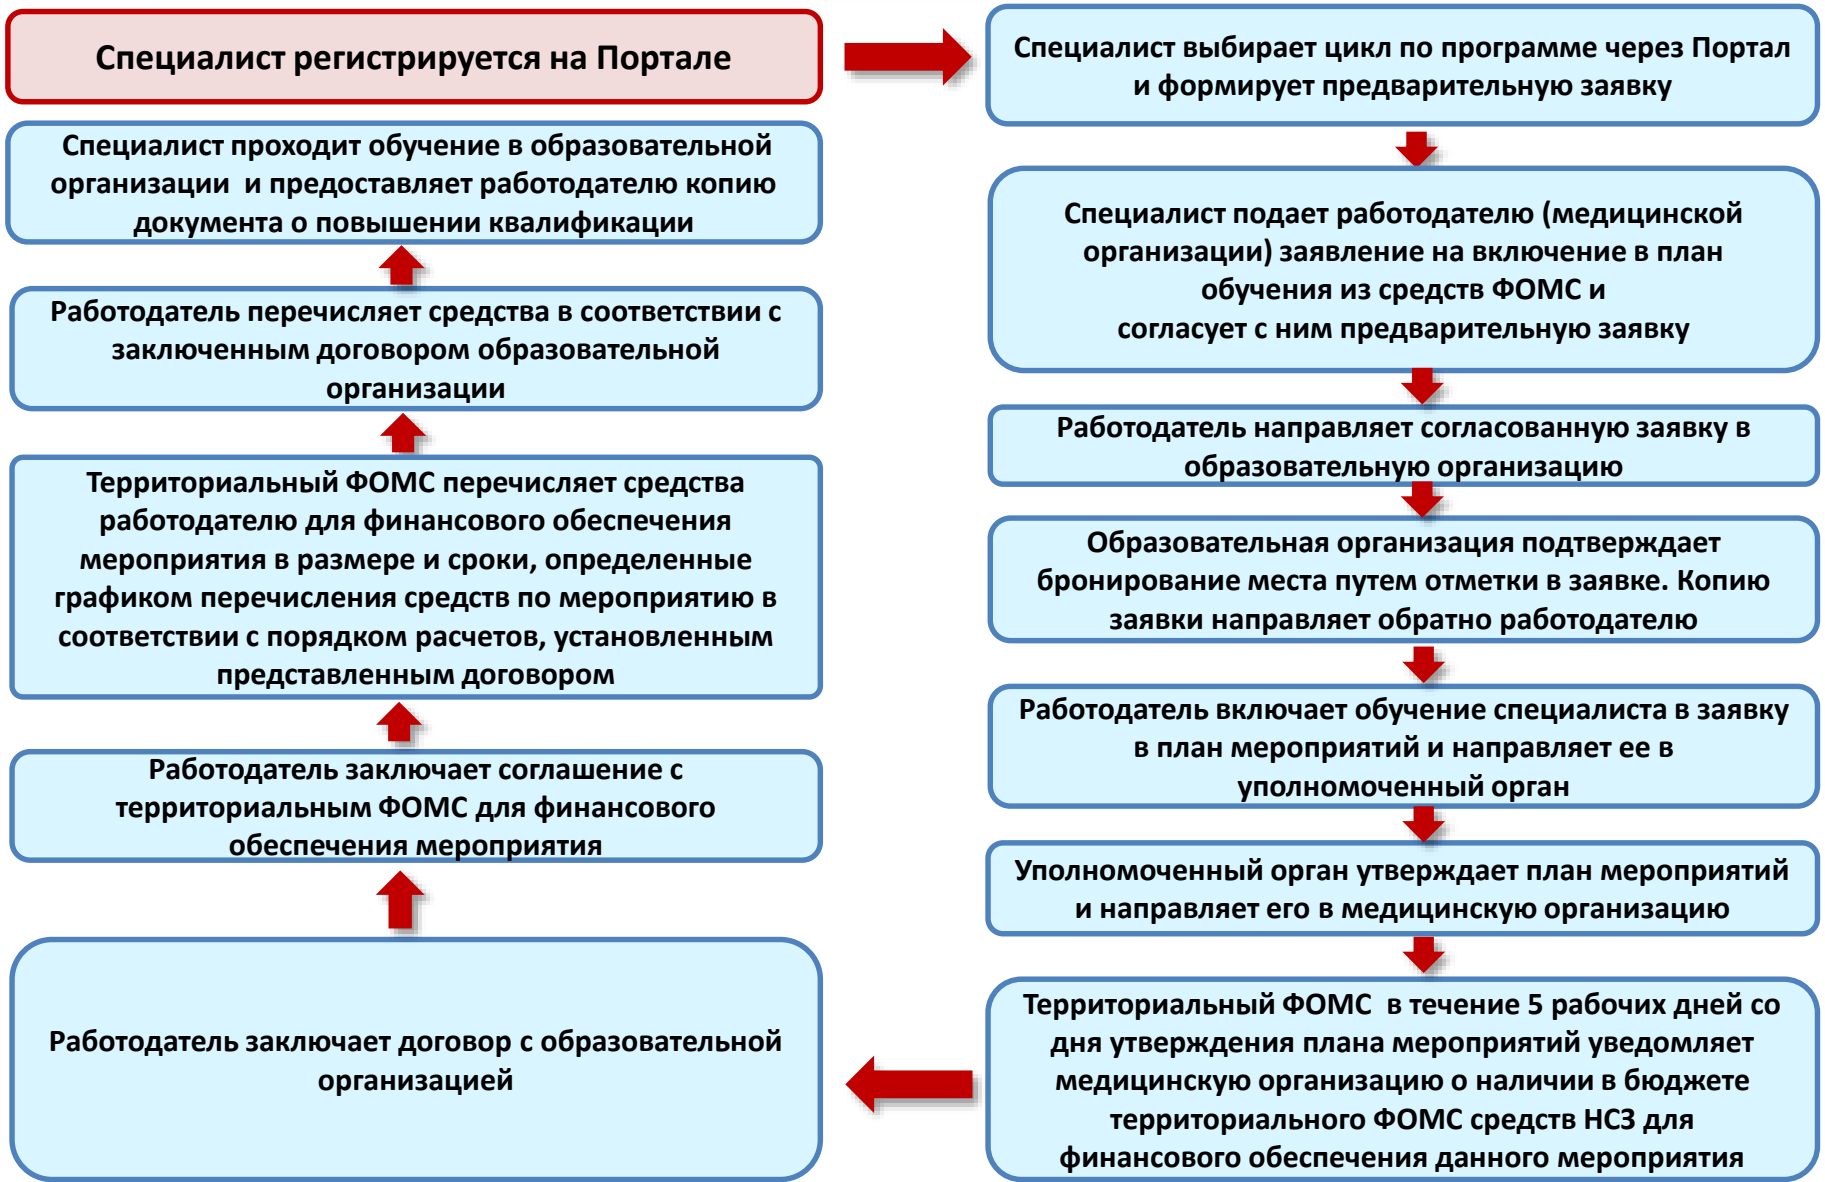 Специалист регистрируется на Портале
Специалист выбирает цикл по программе через Портал
и формирует предварительную заявку
Специалист подает работодателю (медицинской
организации) заявление на включение в план
обучения из средств ФОМС и
согласует с ним предварительную заявку
Работодатель направляет согласованную заявку в
образовательную организацию
Образовательная организация подтверждает
бронирование места путем отметки в заявке. Копию
заявки направляет обратно работодателю
Работодатель включает обучение специалиста в заявку
в план мероприятий и направляет ее в
уполномоченный орган
Уполномоченный орган утверждает план мероприятий
и направляет его в медицинскую организацию
Территориальный ФОМС в течение 5 рабочих дней со
дня утверждения плана мероприятий уведомляет
медицинскую организацию о наличии в бюджете
территориального ФОМС средств НСЗ для
финансового обеспечения данного мероприятия
Работодатель заключает договор с образовательной
организацией
Работодатель заключает соглашение с
территориальным ФОМС для финансового
обеспечения мероприятия
Территориальный ФОМС перечисляет средства
работодателю для финансового обеспечения
мероприятия в размере и сроки, определенные
графиком перечисления средств по мероприятию в
соответствии с порядком расчетов, установленным
представленным договором
Работодатель перечисляет средства в соответствии с
заключенным договором образовательной
организации
Специалист проходит обучение в образовательной
организации и предоставляет работодателю копию
документа о повышении квалификации